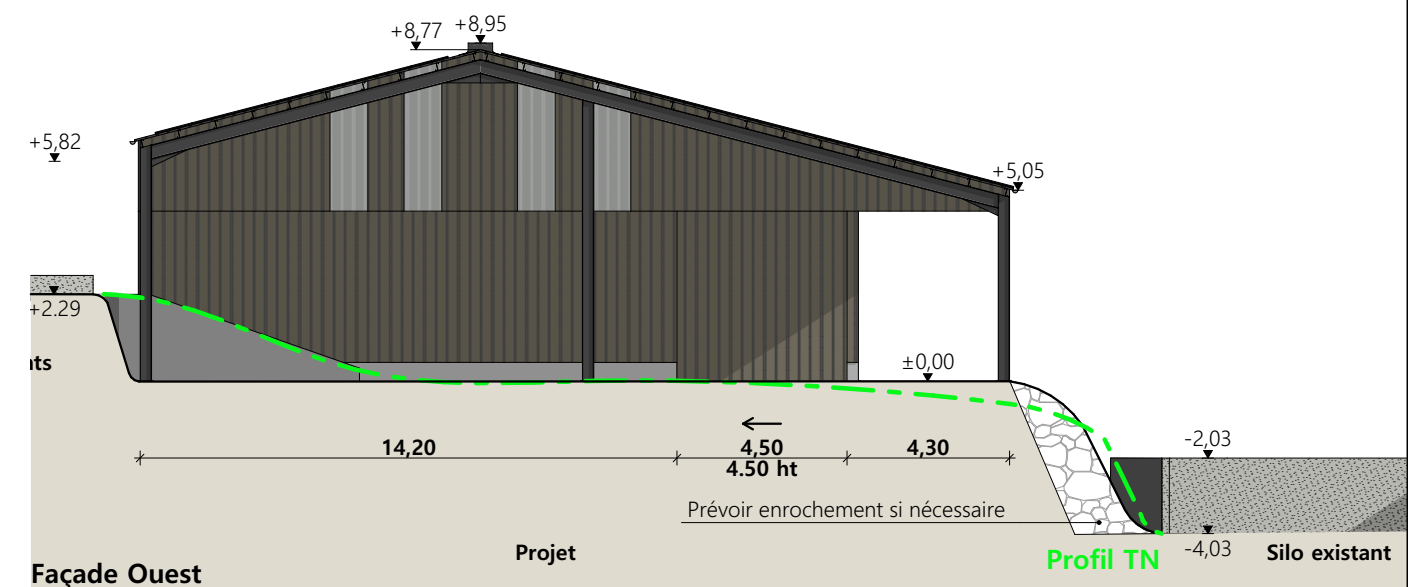 +8,77 +8,95
+5,82
+5,05
+2.29
nts
±0,00
14,20
4,50
4.50 ht
4,30
-2,03
Prévoir enrochement si nécessaire
Projet
Profil TN
-4,03
Silo existant
Façade Ouest